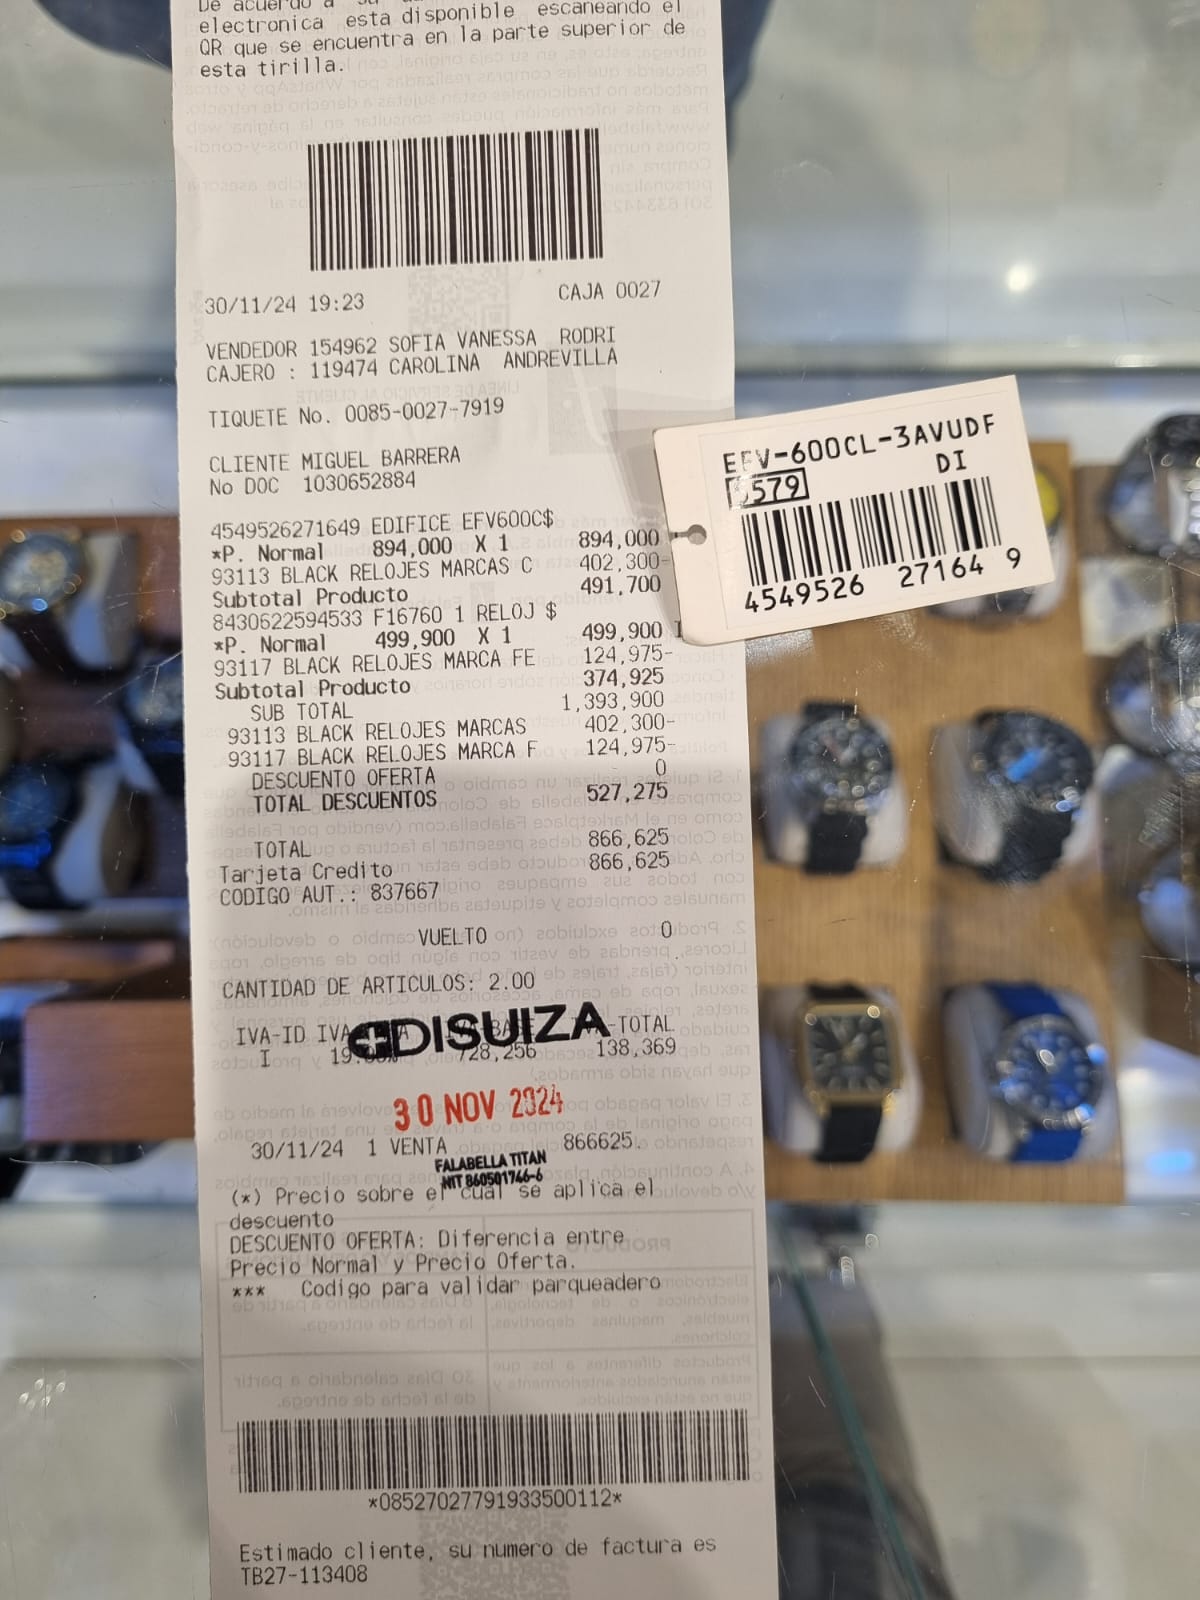 De acuerdo a su
electronica esta disponible escaneando el
QR que se encuentra en la parte superior de
esta tirilla.
30/11/24 19:23 CAJA 0027
VENDEDOR 154962 SOFIA VANESSA RODRI
CAJERO : 119474 CAROLINA ANDREVILLA
TIQUETE No. 0085-0027-7919
CLIENTE MIGUEL BARRERA
No DOC 1030652884
4549526271649 EDIFICE EFV600C$
*P. Normal 894,000 X 1 894,000
93113 BLACK RELOJES MARCAS C 402,300-
Subtotal Producto 491,700
8430622594533 F16760 1 RELOJ $
*P. Normal 499,900 X 1 499,900 I
93117 BLACK RELOJES MARCA FE 124,975-
Subtotal Producto 374,925
SUB TOTAL 1,393,900
93113 BLACK RELOJES MARCAS 402,300-
93117 BLACK RELOJES MARCA F 124,975-
DESCUENTO OFERTA 0
TOTAL DESCUENTOS 527,275
TOTAL 866,625
Tarjeta Credito 866,625
CODIGO AUT.: 837667
VUELTO 0
CANTIDAD DE ARTICULOS: 2.00
IVA-ID IVA -TOTAL
DISUIZA
I 728,256 138,369
30 NOV 2024
30/11/24 1 VENTA 866625.
FALABELLA TITAN
NIT 860501746-6
(*) Precio sobre el cual se aplica el
descuento
DESCUENTO OFERTA: Diferencia entre
Precio Normal y Precio Oferta.
*** Codigo para validar parqueadero
*08527027791933500112*
Estimado cliente, su numero de factura es
TB27-113408
EFV-600CL-3AVUDF
DI
5579
4549526 27164 9